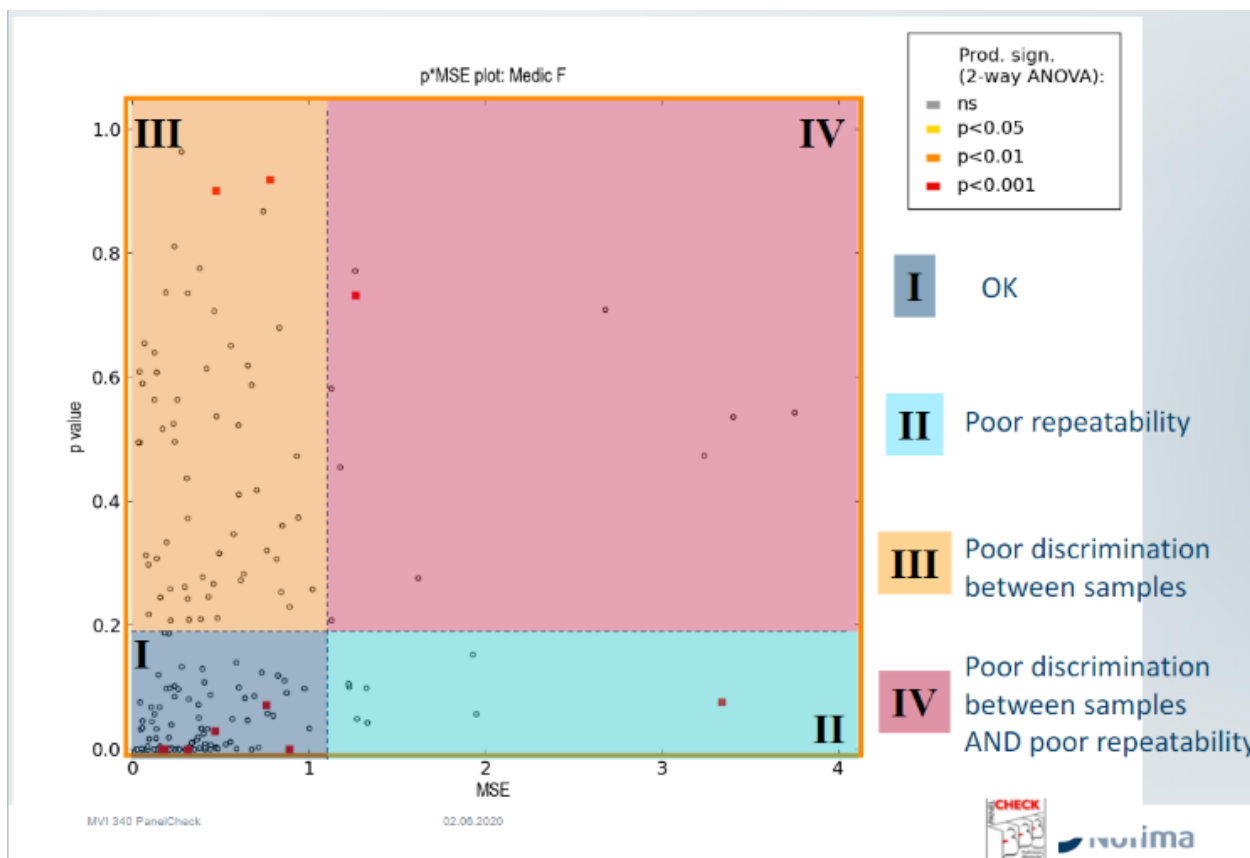 p*MSE plot: Medic F
Prod. sign.
(2-way ANOVA):
ns
p<0.05
p<0.01
p<0.001
III
IV
I
II
1.0
0.8
0.6
0.4
0.2
0.0
p value
0
1
2
3
4
MSE
I
OK
II
Poor repeatability
III
Poor discrimination
between samples
IV
Poor discrimination
between samples
AND poor repeatability
MVI 340 PanelCheck
02.06.2020
CHECK
Nofima